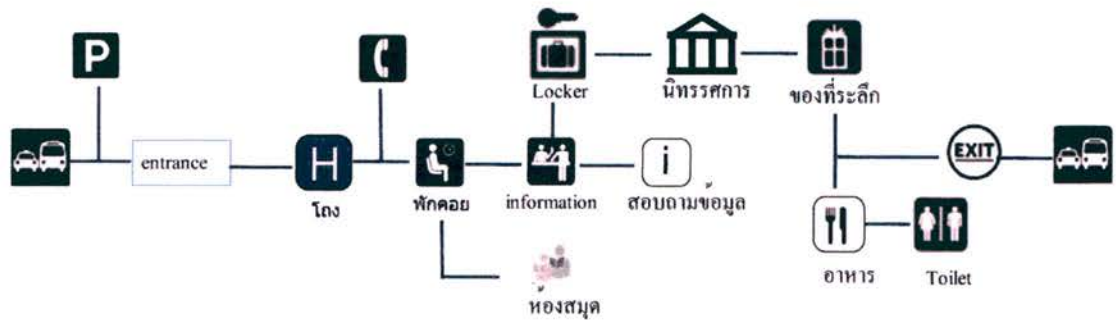 P
Locker
นิทรรศการ
ของที่ระลึก
entrance
H
EXIT
i
โถง
พักคอย
information
สอบถามข้อมูล
อาหาร
Toilet
ห้องสมุด